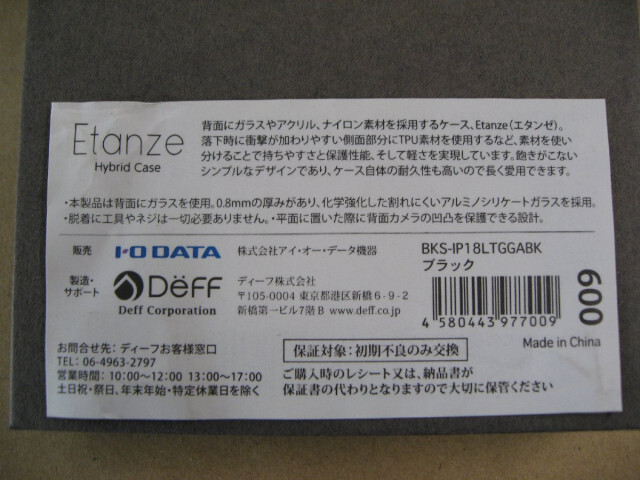 Etanze
Hybrid Case
背面にガラスやアクリル、ナイロン素材を採用するケース、Etanze(エタンゼ)。
落下時に衝撃が加わりやすい側面部分にTPU素材を使用するなど、素材を使い
分けることで持ちやすさと保護性能、そして軽さを実現しています。飽きがこない
シンプルなデザインであり、ケース自体の耐久性も高いので長く愛用できます。
・本製品は背面にガラスを使用。0.8mmの厚みがあり、化学強化した割れにくいアルミノシリケートガラスを採用。
・脱着に工具やネジは一切必要ありません。・平面に置いた際に背面カメラの凹凸を保護できる設計。
販売 I-O DATA 株式会社アイ・オー・データ機器
BKS-IP18LTGGABK
ブラック
製造・
サポート
DËFF
Deff Corporation
ディーフ株式会社
〒105-0004 東京都港区新橋6-9-2
新橋第一ビル7階B www.deff.co.jp
4 580443 977009
009
Made in China
お問合せ先: ディーフお客様窓口
TEL: 06-4963-2797
営業時間: 10:00〜12:00 13:00〜17:00
土日祝・祭日、年末年始・特定休業日を除く
保証対象: 初期不良のみ交換
ご購入時のレシート又は、納品書が
保証書の代わりとなりますので大切に保管ください